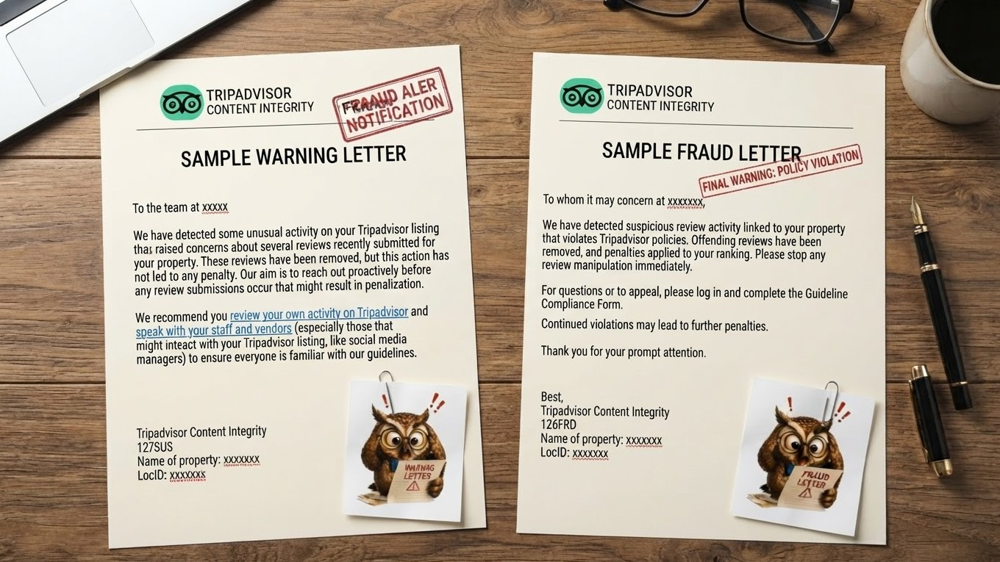 TRIPADVISOR
CONTENT INTEGRITY
FRAUD ALER
NOTIFICATION
SAMPLE WARNING LETTER
To the team at xxxxx
We have detected some unusual activity on your Tripadvisor listing
that raised concerns about several reviews recently submitted for
your property. These reviews have been removed, but this action has
not led to any penalty. Our aim is to reach out proactively before
any review submissions occur that might result in penalization.
We recommend you review your own activity on Tripadvisor and
speak with your staff and vendors (especially those that
might inteact with your Tripadvisor listing, like social media
managers) to ensure everyone is familiar with our guidelines.
Tripadvisor Content Integrity
127SUS
Name of property: xxxxxxx
LocID: xxxxxxx
TRIPADVISOR
CONTENT INTEGRITY
SAMPLE FRAUD LETTER
FINAL WARNING: POLICY VIOLATION
To whom it may concern at xxxxxxx,
We have detected suspicious review activity linked to your property
that violates Tripadvisor policies. Offending reviews have been
removed, and penalties applied to your ranking. Please stop any
review manipulation immediately.
For questions or to appeal, please log in and complete the Guideline
Compliance Form.
Continued violations may lead to further penalties.
Thank you for your prompt attention.
Best,
Tripadvisor Content Integrity
126FRD
Name of property: xxxxxxx
LocID: xxxxxxx
FRAUD
LETTER